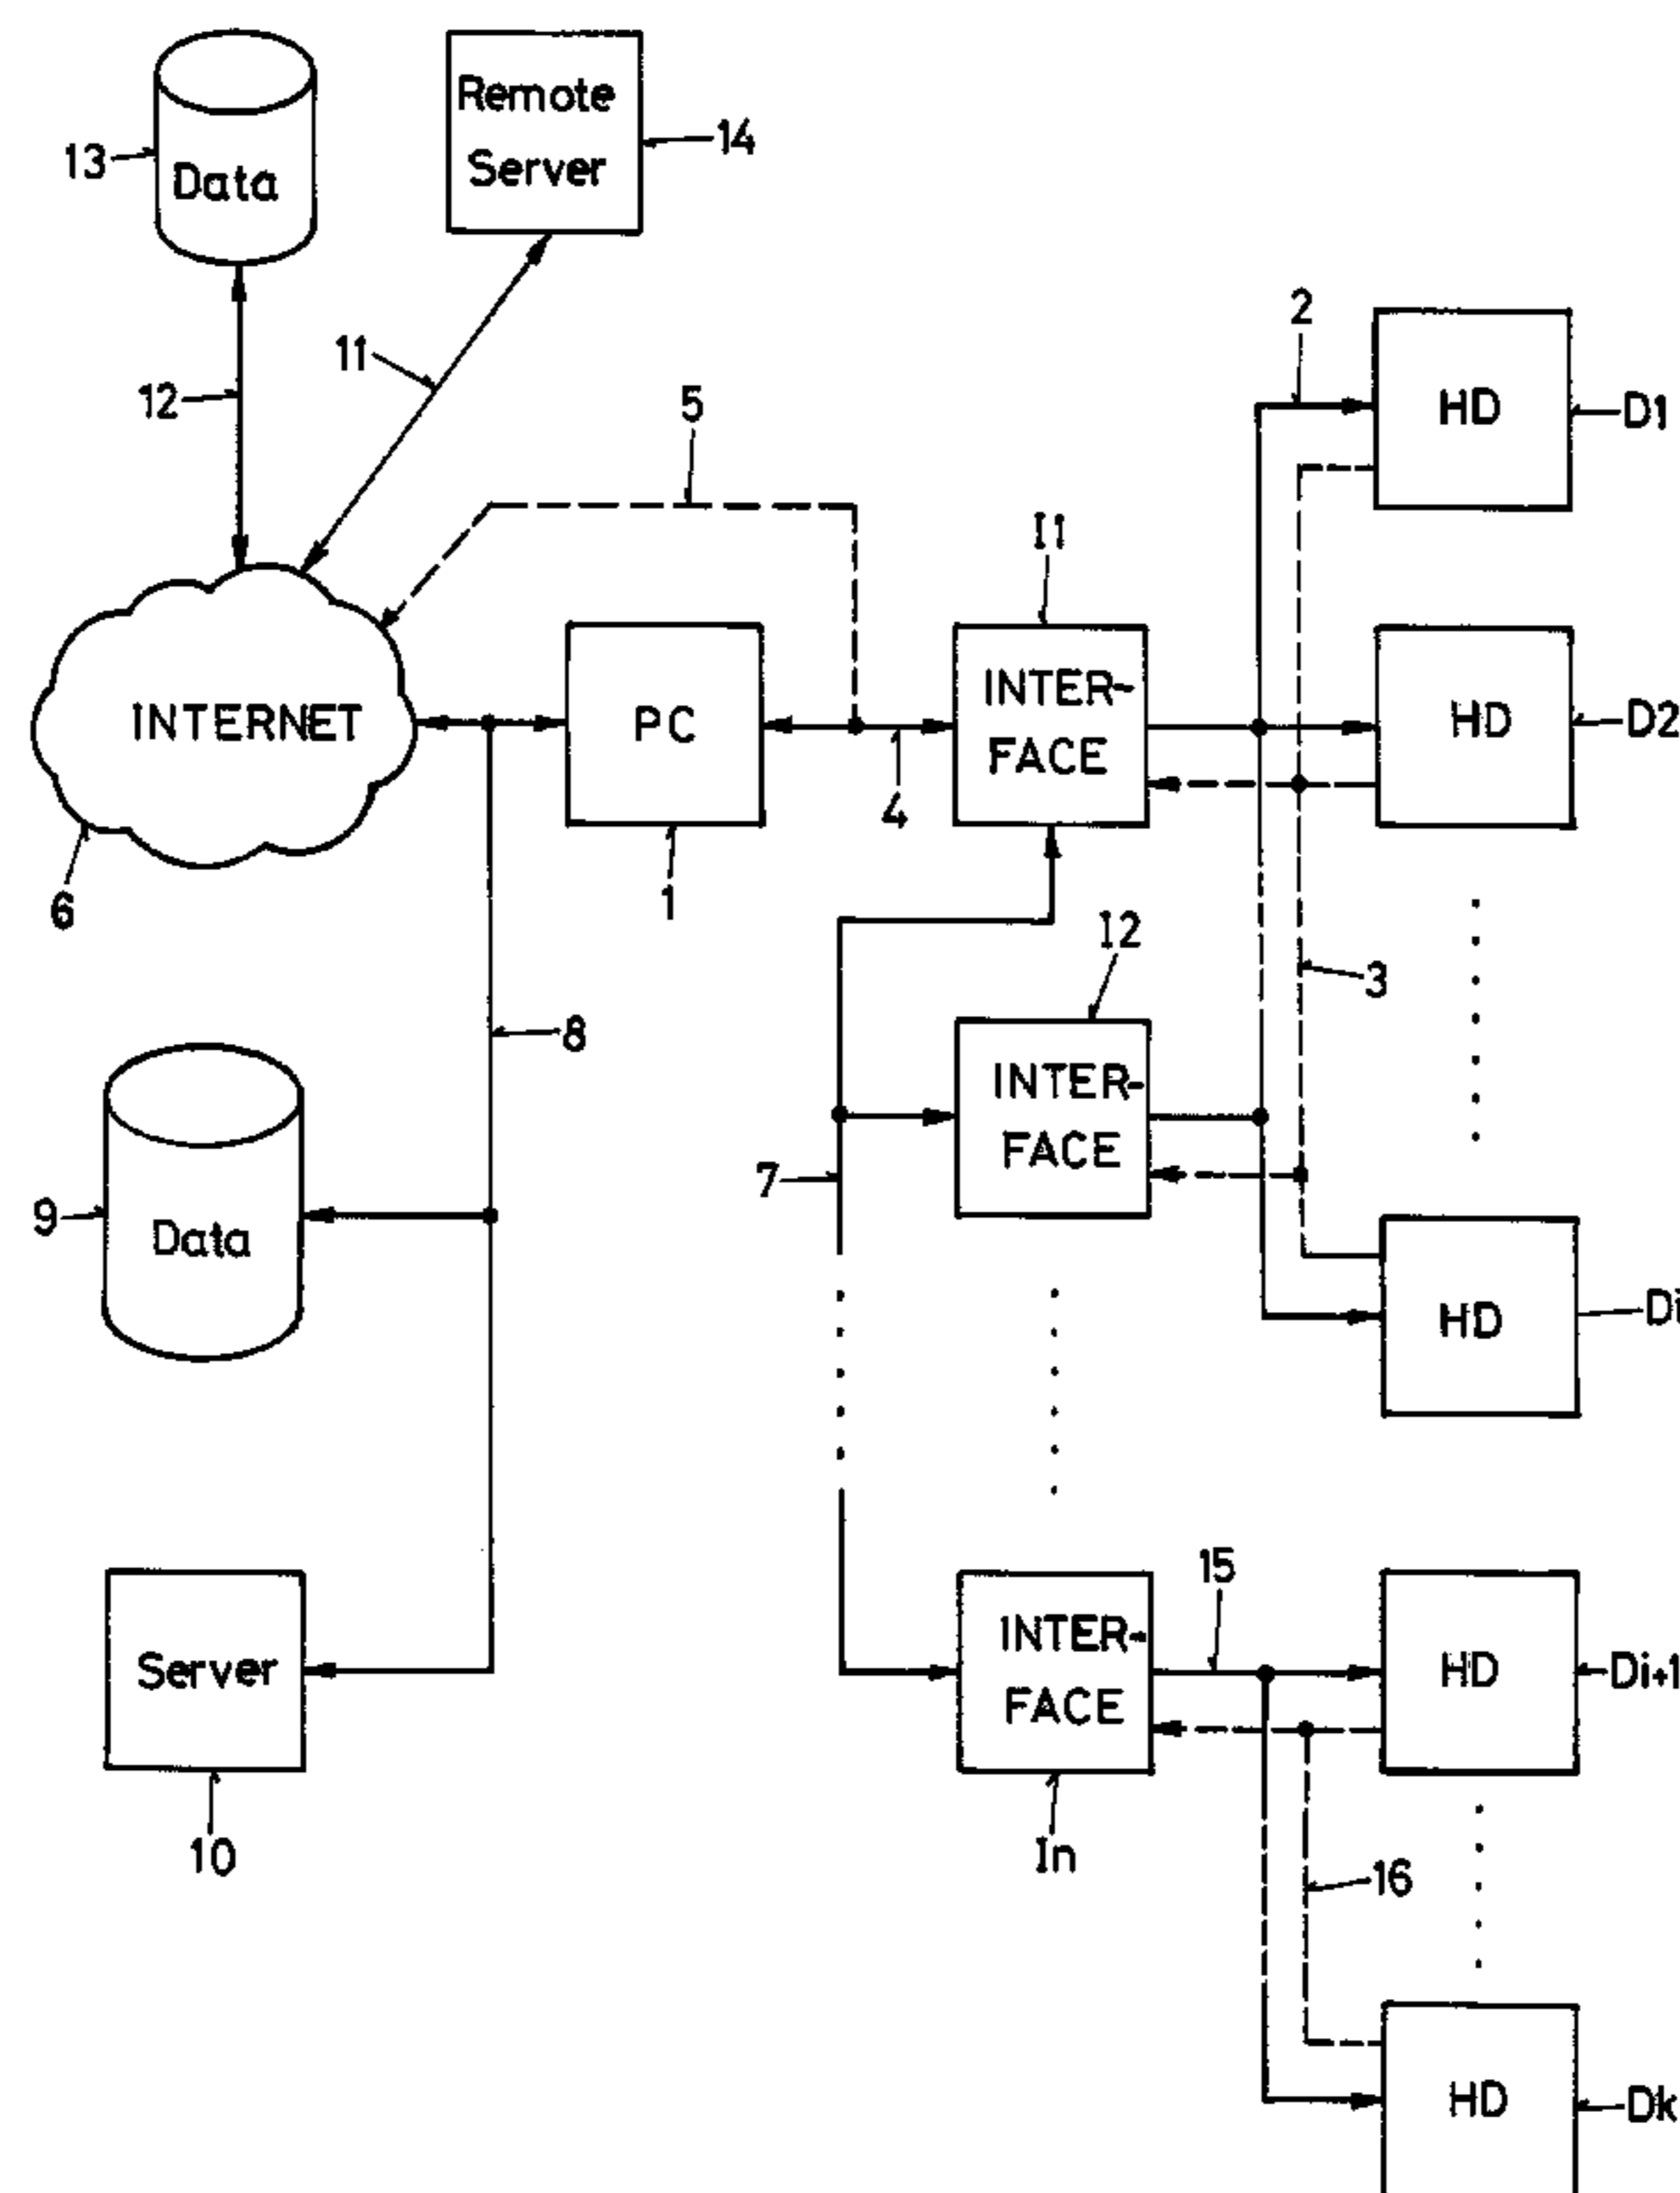 Remote
Server
14
13
Data
2
HD
D1
11
12
5
I1
INTER-
FACE
HD
D2
INTERNET
PC
4
6
1
I2
3
8
INTER-
FACE
7
9
Data
HD
Di
15
INTER-
FACE
HD
Di+1
Server
In
10
16
HD
Dk